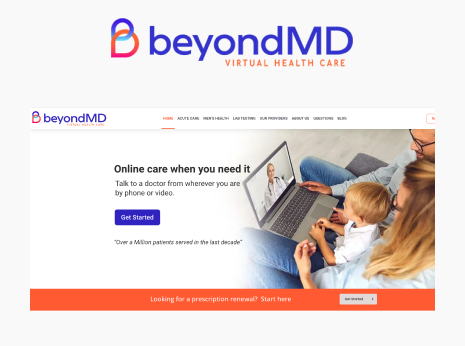 beyondMD
VIRTUAL HEALTH CARE
beyondMD
VIRTUAL HEALTH CARE
HOME ACUTE CARE MEN'S HEALTH LAB TESTING OUR PROVIDERS ABOUT US QUESTIONS BLOG
Online care when you need it
Talk to a doctor from wherever you are
by phone or video.
Get Started
"Over a Million patients served in the last decade"
Looking for a prescription renewal? Start here
Get Started